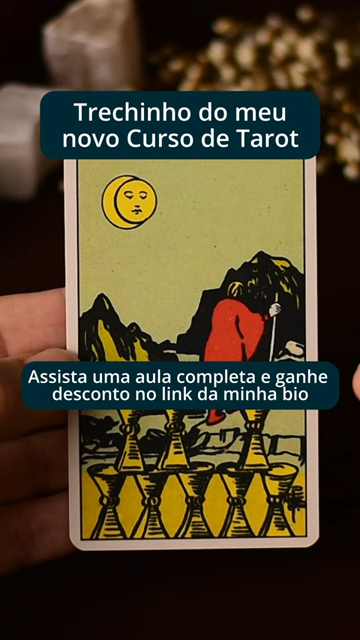 Trechinho do meu
novo Curso de Tarot
Assista uma aula completa e ganhe
desconto no link da minha bio